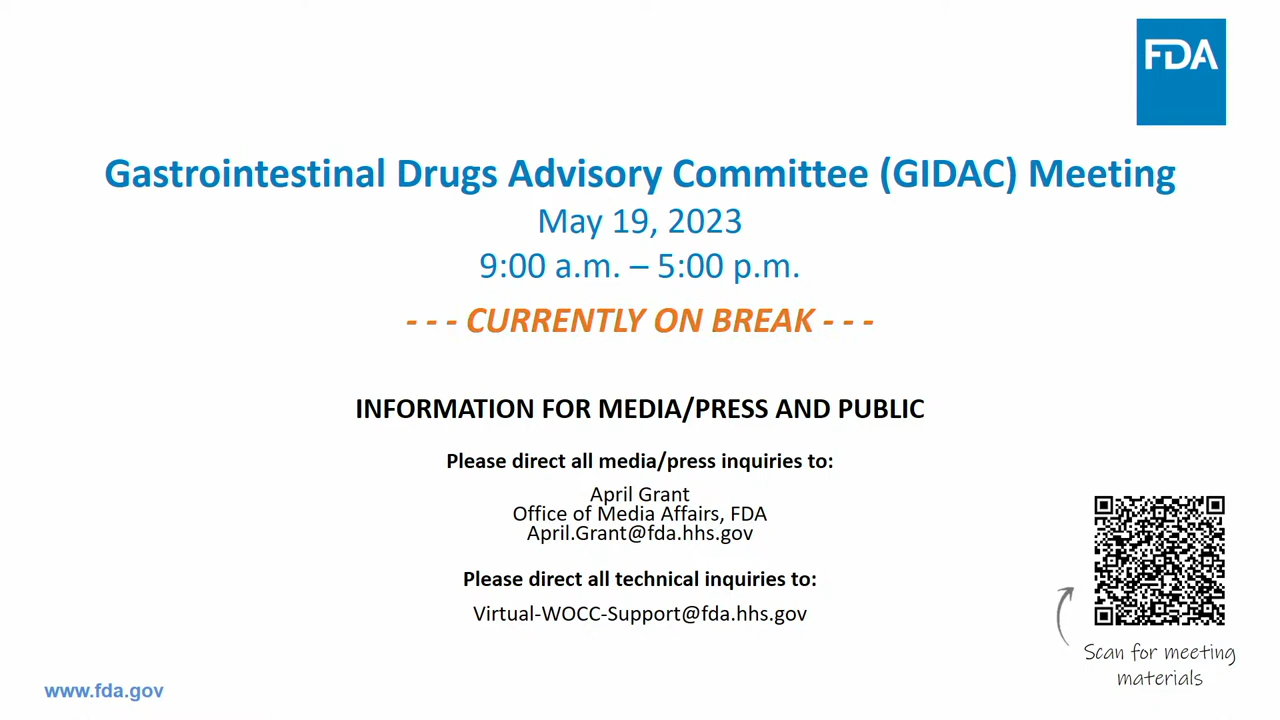 FDA
Gastrointestinal Drugs Advisory Committee (GIDAC) Meeting
May 19, 2023
9:00 a.m. – 5:00 p.m.
- - - CURRENTLY ON BREAK - - -
INFORMATION FOR MEDIA/PRESS AND PUBLIC
Please direct all media/press inquiries to:
April Grant
Office of Media Affairs, FDA
April.Grant@fda.hhs.gov
Please direct all technical inquiries to:
Virtual-WOCC-Support@fda.hhs.gov
Scan for meeting
materials
www.fda.gov